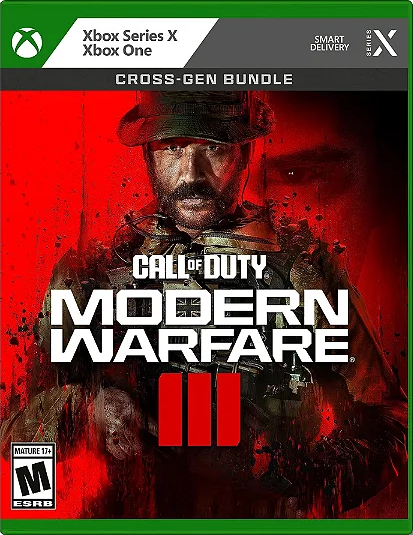 Xbox Series X
Xbox One
SMART
DELIVERY
SERIES
X
CROSS-GEN BUNDLE
CALL OF DUTY
MODERN
WARFARE®
III
MATURE 17+
M
ESRB